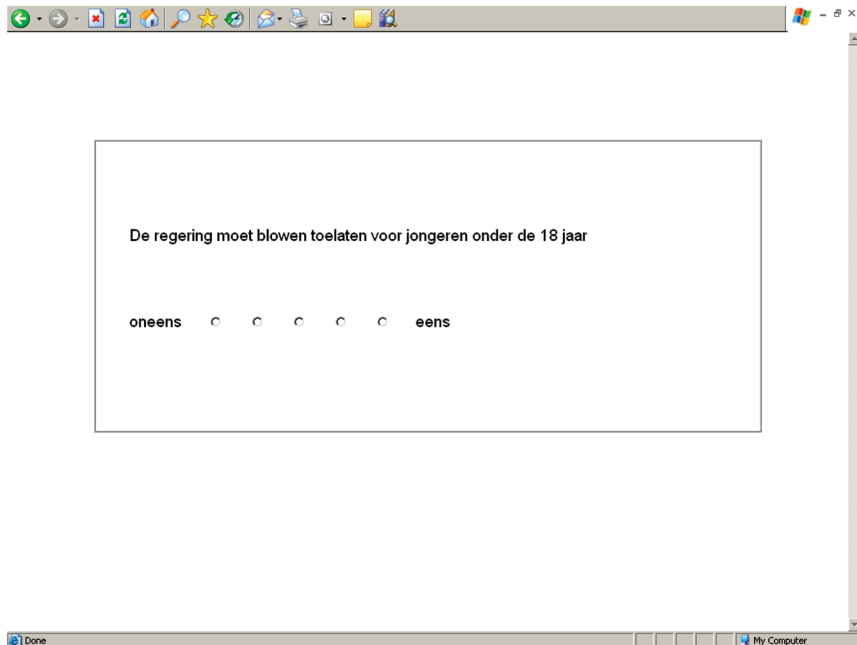 De regering moet blowen toelaten voor jongeren onder de 18 jaar
oneens eens
Done My Computer